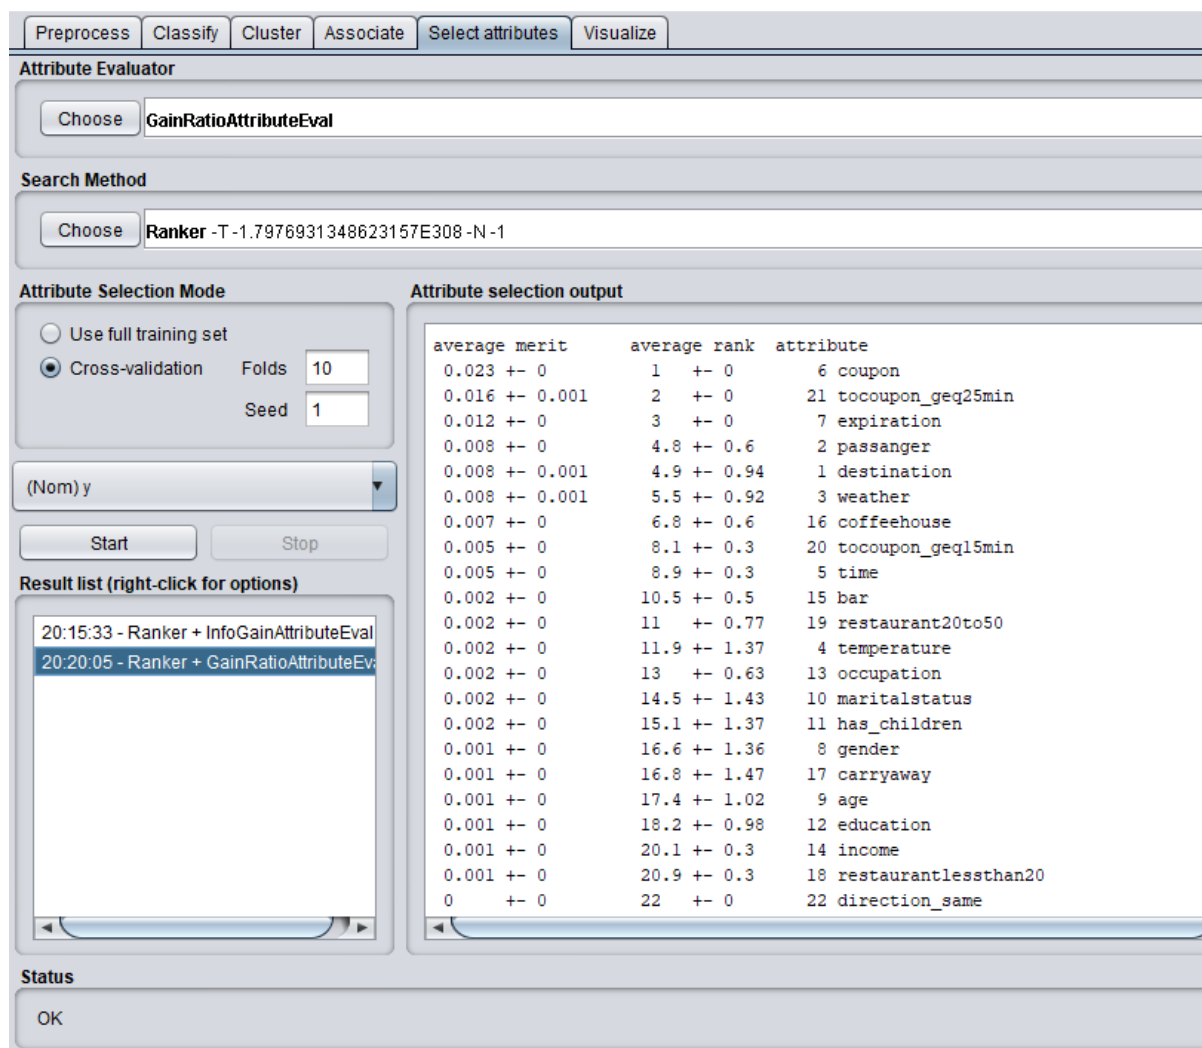 Preprocess Classify Cluster Associate Select attributes Visualize
Attribute Evaluator
Choose GainRatioAttributeEval
Search Method
Choose Ranker -T -1.7976931348623157E308 -N -1
Attribute Selection Mode
Use full training set
Cross-validation Folds 10
Seed 1
(Nom) y
Start Stop
Result list (right-click for options)
20:15:33 - Ranker + InfoGainAttributeEval
20:20:05 - Ranker + GainRatioAttributeEv
Attribute selection output
average merit average rank attribute
0.023 +- 0 1 +- 0 6 coupon
0.016 +- 0.001 2 +- 0 21 tocoupon_geq25min
0.012 +- 0 3 +- 0 7 expiration
0.008 +- 0 4.8 +- 0.6 2 passanger
0.008 +- 0.001 4.9 +- 0.94 1 destination
0.008 +- 0.001 5.5 +- 0.92 3 weather
0.007 +- 0 6.8 +- 0.6 16 coffeehouse
0.005 +- 0 8.1 +- 0.3 20 tocoupon_geq15min
0.005 +- 0 8.9 +- 0.3 5 time
0.002 +- 0 10.5 +- 0.5 15 bar
0.002 +- 0 11 +- 0.77 19 restaurant20to50
0.002 +- 0 11.9 +- 1.37 4 temperature
0.002 +- 0 13 +- 0.63 13 occupation
0.002 +- 0 14.5 +- 1.43 10 maritalstatus
0.002 +- 0 15.1 +- 1.37 11 has_children
0.001 +- 0 16.6 +- 1.36 8 gender
0.001 +- 0 16.8 +- 1.47 17 carryaway
0.001 +- 0 17.4 +- 1.02 9 age
0.001 +- 0 18.2 +- 0.98 12 education
0.001 +- 0 20.1 +- 0.3 14 income
0.001 +- 0 20.9 +- 0.3 18 restaurantlessthan20
0 +- 0 22 +- 0 22 direction_same
Status
OK